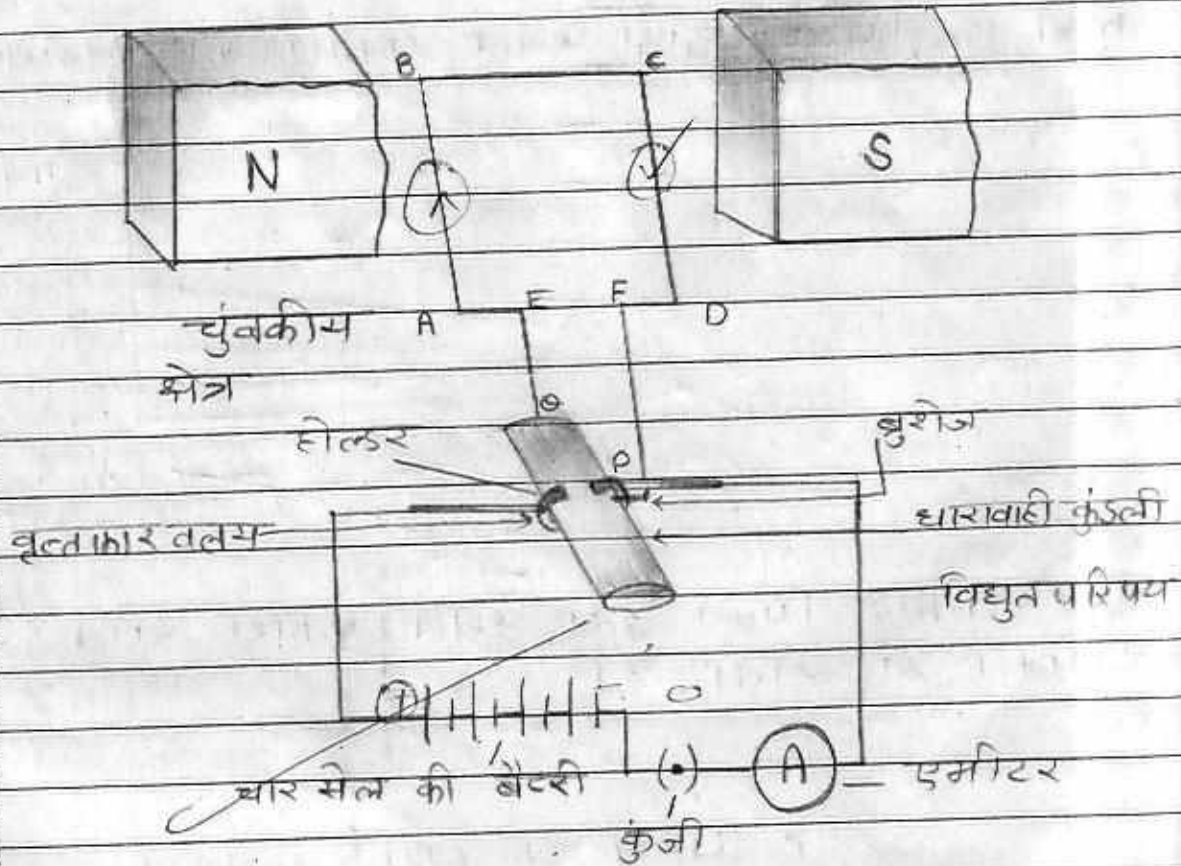 B C
N S
A E F D
चुंबकीय
क्षेत्र
Q
होल्डर ब्रुशेज
P
वृत्ताकार वलय धारावाही कुंडली
विद्युत परिपथ
चार सेल की बैटरी (•) A एमीटर
कुंजी